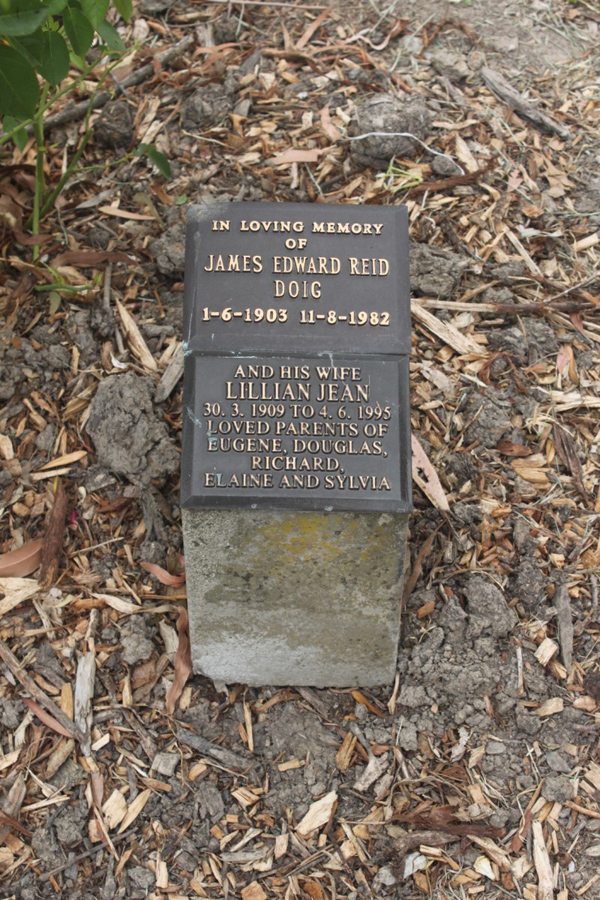 IN LOVING MEMORY
OF
JAMES EDWARD REID
DOIG
1-6-1903 11-8-1982
AND HIS WIFE
LILLIAN JEAN
30. 3. 1909 TO 4. 6. 1995
LOVED PARENTS OF
EUGENE, DOUGLAS,
RICHARD,
ELAINE AND SYLVIA